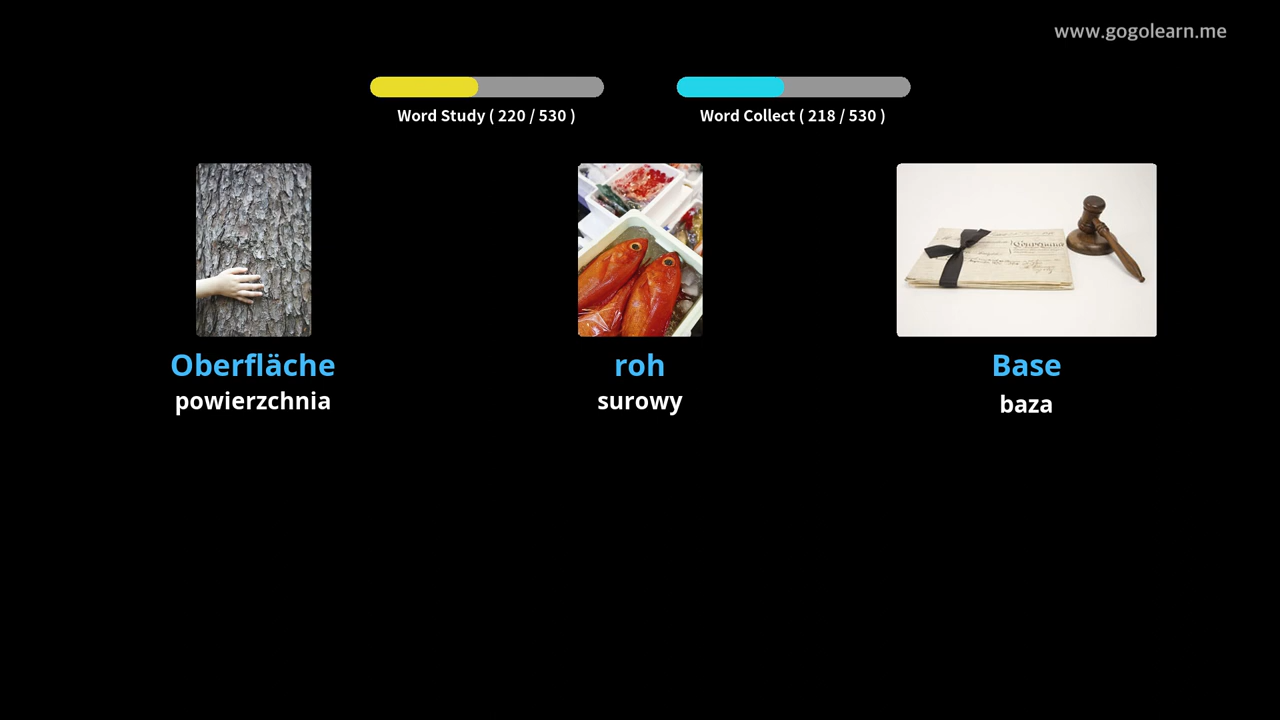 www.gogolearn.me
Word Study ( 220 / 530 )
Word Collect ( 218 / 530 )
Oberfläche
powierzchnia
roh
surowy
Base
baza